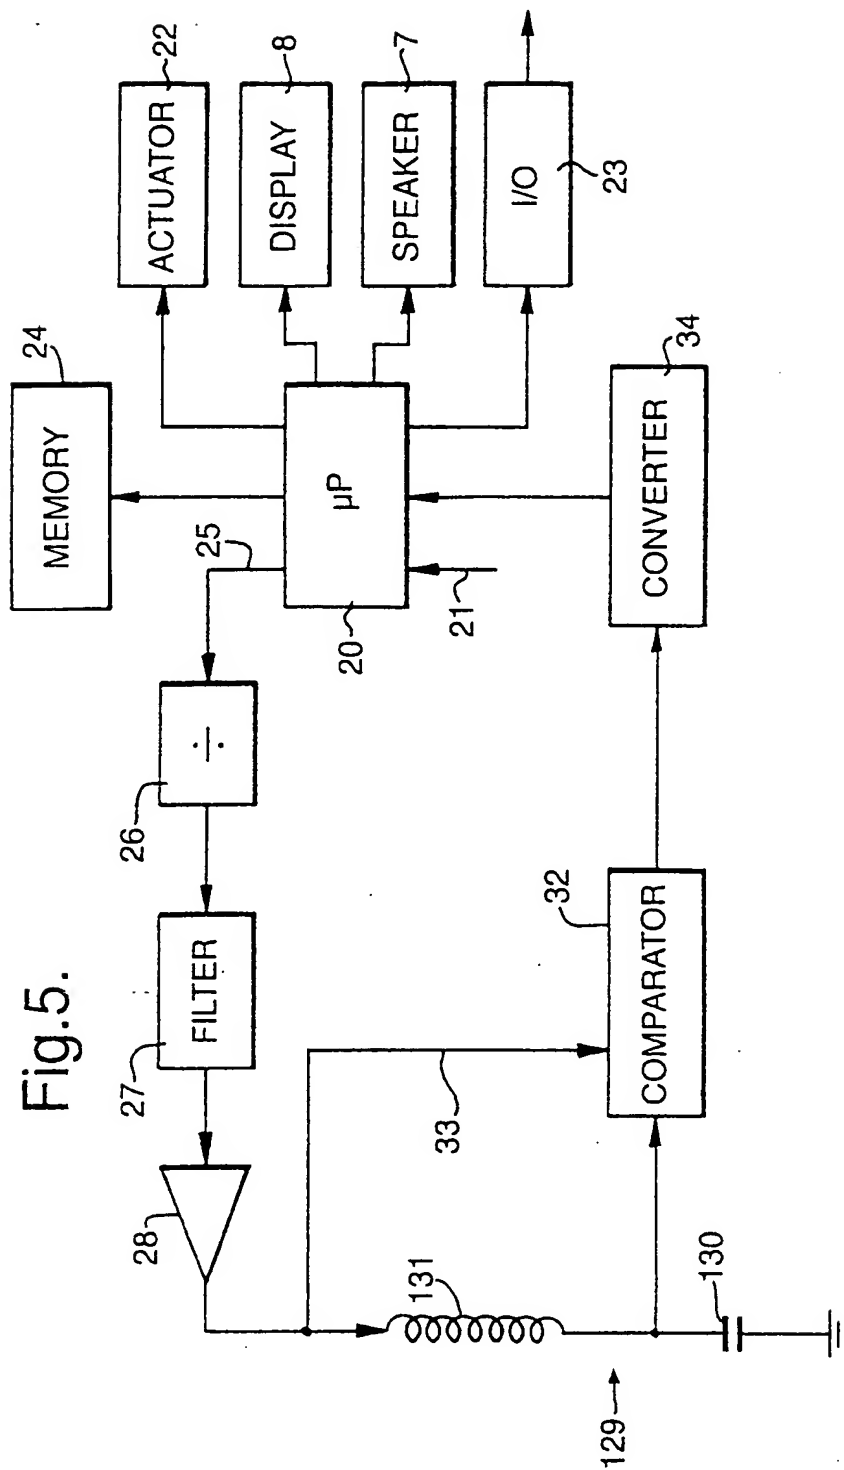 Fig.5.
28
27
FILTER
26
÷
25
MEMORY
24
ACTUATOR
22
DISPLAY
8
SPEAKER
7
I/O
23
20
µP
21
33
131
129
130
32
COMPARATOR
CONVERTER
34